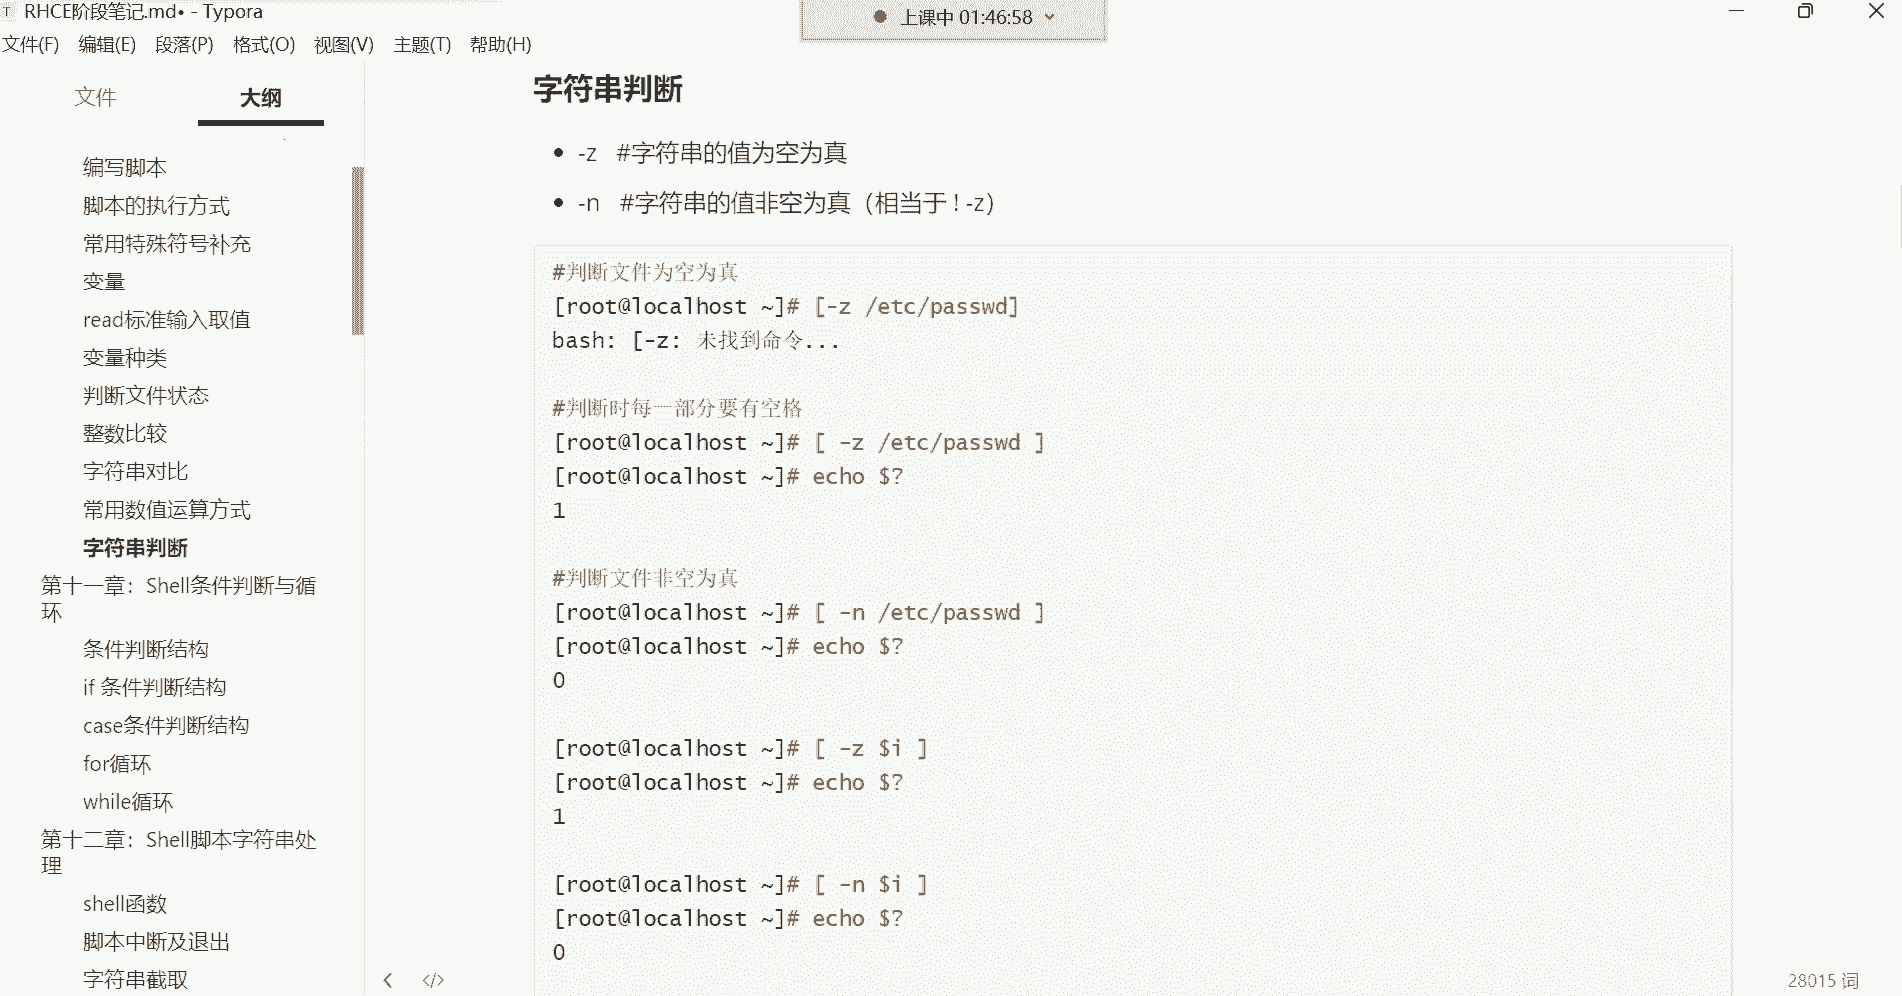 RHCE阶段笔记.md• - Typora
上课中 01:46:58
文件(F) 编辑(E) 段落(P) 格式(O) 视图(V) 主题(T) 帮助(H)
文件 大纲
编写脚本
脚本的执行方式
常用特殊符号补充
变量
read标准输入取值
变量种类
判断文件状态
整数比较
字符串对比
常用数值运算方式
字符串判断
第十一章：Shell条件判断与循
环
条件判断结构
if 条件判断结构
case条件判断结构
for循环
while循环
第十二章：Shell脚本字符串处
理
shell函数
脚本中断及退出
字符串截取
字符串判断
• -z #字符串的值为空为真
• -n #字符串的值非空为真（相当于 ! -z）
#判断文件为空为真
[root@localhost ~]# [-z /etc/passwd]
bash: [-z: 未找到命令...
#判断时每一部分要有空格
[root@localhost ~]# [ -z /etc/passwd ]
[root@localhost ~]# echo $?
1
#判断文件非空为真
[root@localhost ~]# [ -n /etc/passwd ]
[root@localhost ~]# echo $?
0
[root@localhost ~]# [ -z $i ]
[root@localhost ~]# echo $?
1
[root@localhost ~]# [ -n $i ]
[root@localhost ~]# echo $?
0
28015 词